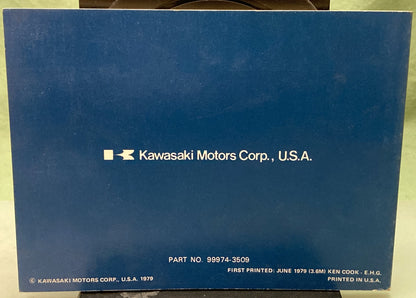 Kawasaki Motors Corp., U.S.A.
PART NO. 99974-3509
FIRST PRINTED: JUNE 1979 (3.6M) KEN COOK - E.H.G.
© KAWASAKI MOTORS CORP., U.S.A. 1979
PRINTED IN U.S.A.